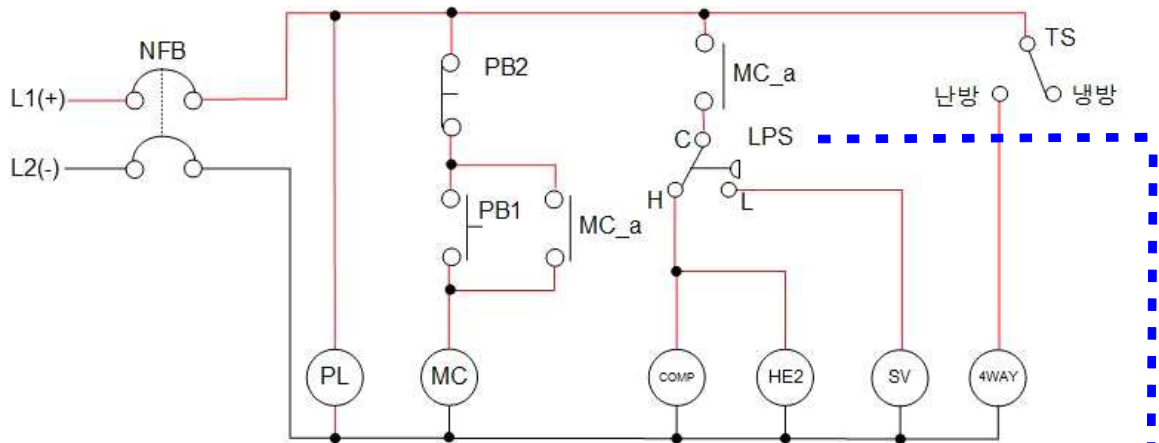 NFB
L1(+)
L2(-)
PB2
PB1
MC_a
MC_a
C
LPS
H
L
TS
난방
냉방
PL
MC
COMP
HE2
SV
4WAY